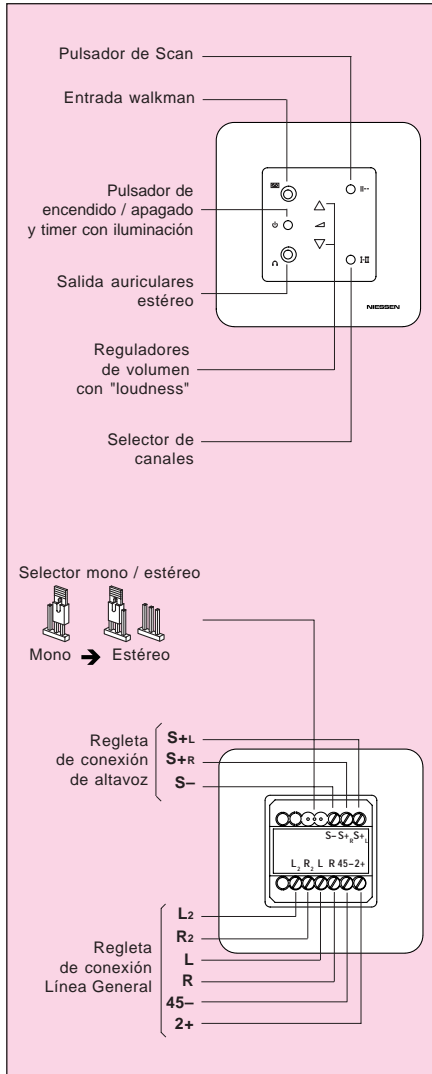 Pulsador de Scan
Entrada walkman
Pulsador de
encendido / apagado
y timer con iluminación
Salida auriculares
estéreo
Reguladores
de volumen
con "loudness"
Selector de
canales
I-II
NIESSEN
Selector mono / estéreo
Mono ➔ Estéreo
Regleta
de conexión
de altavoz
S+L
S+R
S–
S– S+R S+L
L2 R2 L R 45– 2+
Regleta
de conexión
Línea General
L2
R2
L
R
45–
2+